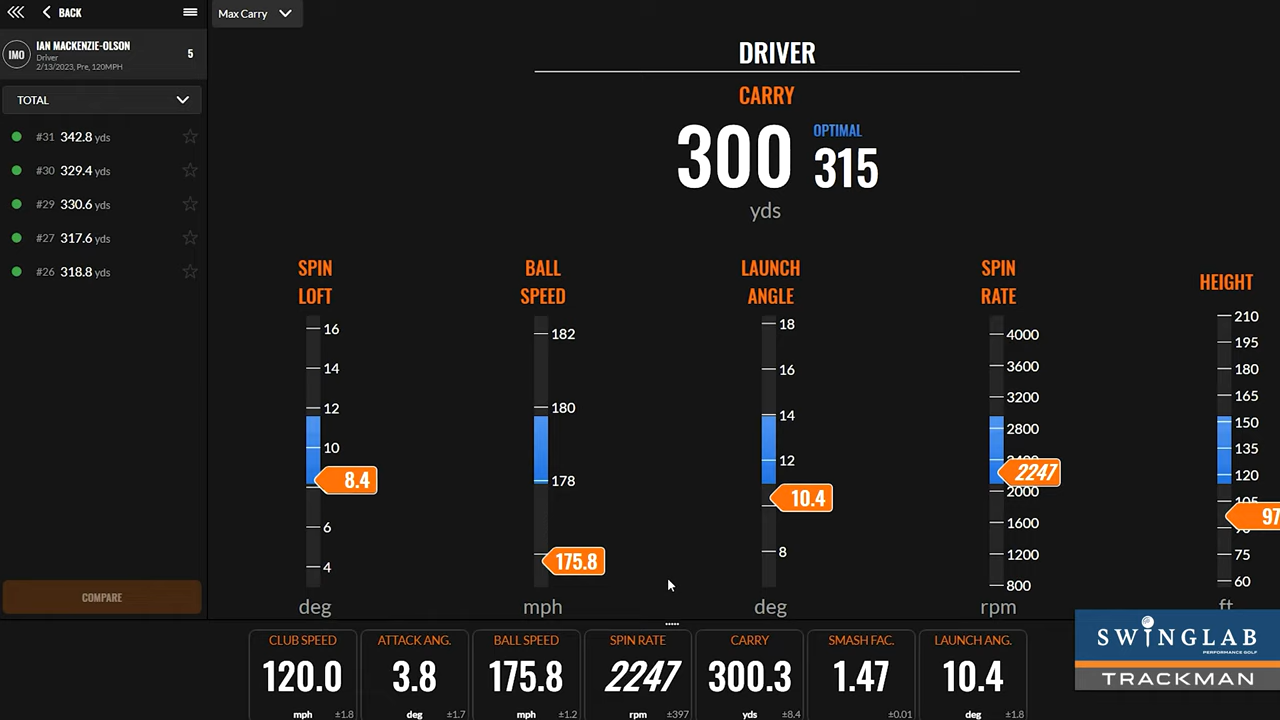 BACK
Max Carry
IMO
IAN MACKENZIE-OLSON
Driver
2/13/2023, Pre, 120MPH
5
TOTAL
#31 342.8 yds
#30 329.4 yds
#29 330.6 yds
#27 317.6 yds
#26 318.8 yds
COMPARE
DRIVER
CARRY
300
OPTIMAL
315
yds
SPIN
LOFT
16
14
12
10
8.4
6
4
deg
BALL
SPEED
182
180
178
175.8
mph
LAUNCH
ANGLE
18
16
14
12
10.4
8
deg
SPIN
RATE
4000
3600
3200
2800
2247
2000
1600
1200
800
rpm
HEIGHT
210
195
180
165
150
135
120
105
97
75
60
ft
CLUB SPEED
120.0
mph ±1.8
ATTACK ANG.
3.8
deg ±1.7
BALL SPEED
175.8
mph ±1.2
SPIN RATE
2247
rpm ±397
CARRY
300.3
yds ±8.4
SMASH FAC.
1.47
±0.01
LAUNCH ANG.
10.4
deg ±1.8
SWINGLAB
PERFORMANCE GOLF
TRACKMAN